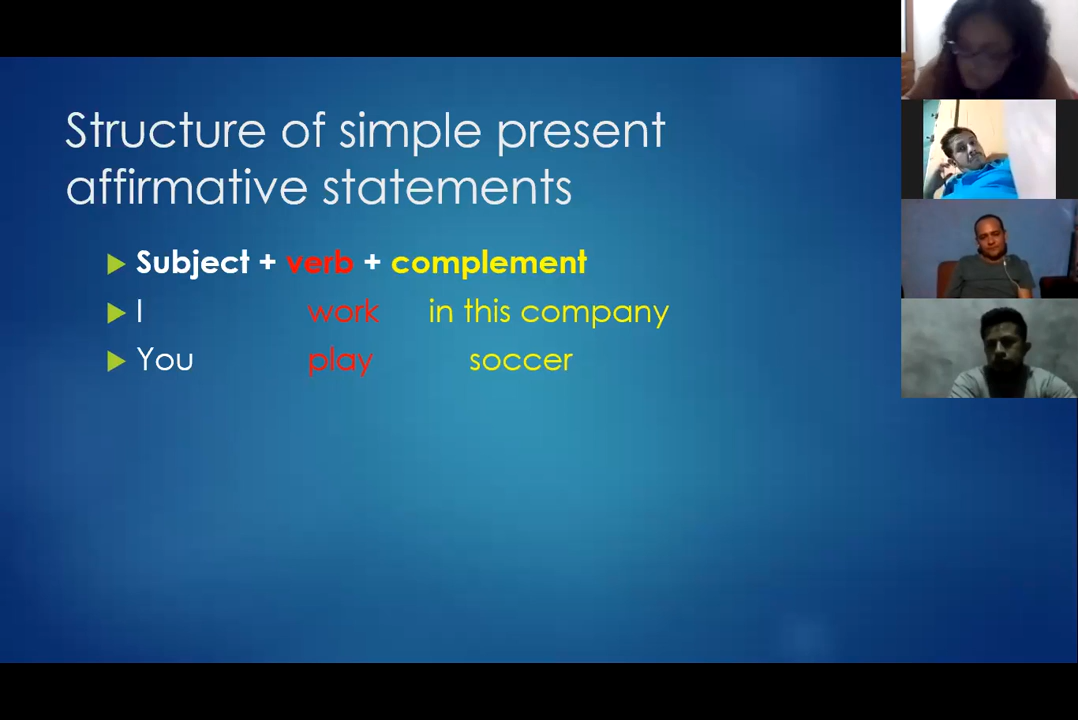 Structure of simple present
affirmative statements
Subject + verb + complement
I work in this company
You play soccer